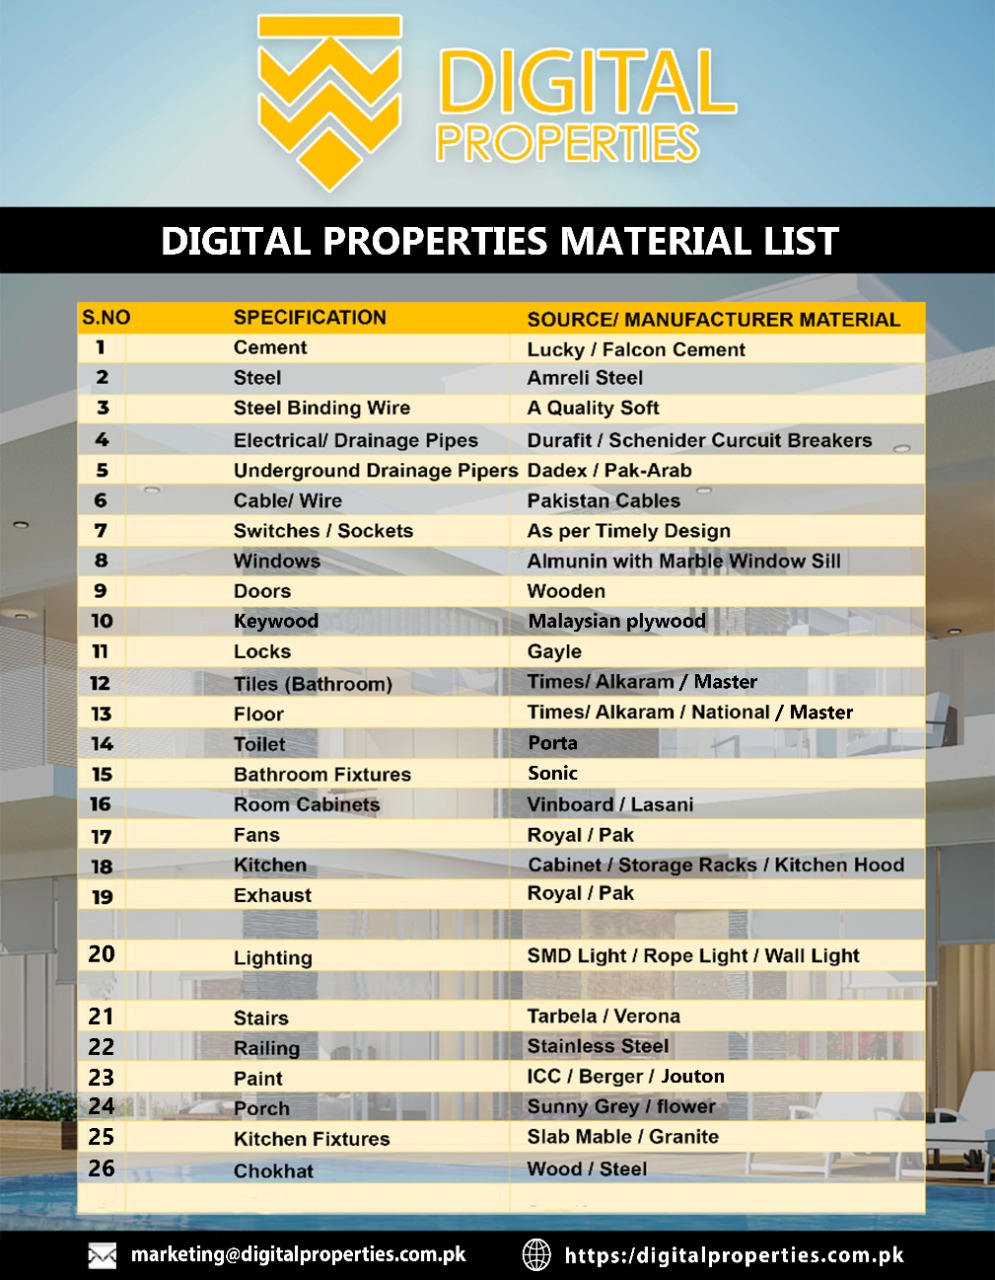 DIGITAL
PROPERTIES
DIGITAL PROPERTIES MATERIAL LIST
S.NO SPECIFICATION SOURCE/ MANUFACTURER MATERIAL
1 Cement Lucky / Falcon Cement
2 Steel Amreli Steel
3 Steel Binding Wire A Quality Soft
4 Electrical/ Drainage Pipes Durafit / Schenider Curcuit Breakers
5 Underground Drainage Pipers Dadex / Pak-Arab
6 Cable/ Wire Pakistan Cables
7 Switches / Sockets As per Timely Design
8 Windows Almunin with Marble Window Sill
9 Doors Wooden
10 Keywood Malaysian plywood
11 Locks Gayle
12 Tiles (Bathroom) Times/ Alkaram / Master
13 Floor Times/ Alkaram / National / Master
14 Toilet Porta
15 Bathroom Fixtures Sonic
16 Room Cabinets Vinboard / Lasani
17 Fans Royal / Pak
18 Kitchen Cabinet / Storage Racks / Kitchen Hood
19 Exhaust Royal / Pak
20 Lighting SMD Light / Rope Light / Wall Light
21 Stairs Tarbela / Verona
22 Railing Stainless Steel
23 Paint ICC / Berger / Jouton
24 Porch Sunny Grey / flower
25 Kitchen Fixtures Slab Mable / Granite
26 Chokhat Wood / Steel
marketing@digitalproperties.com.pk https:/digitalproperties.com.pk